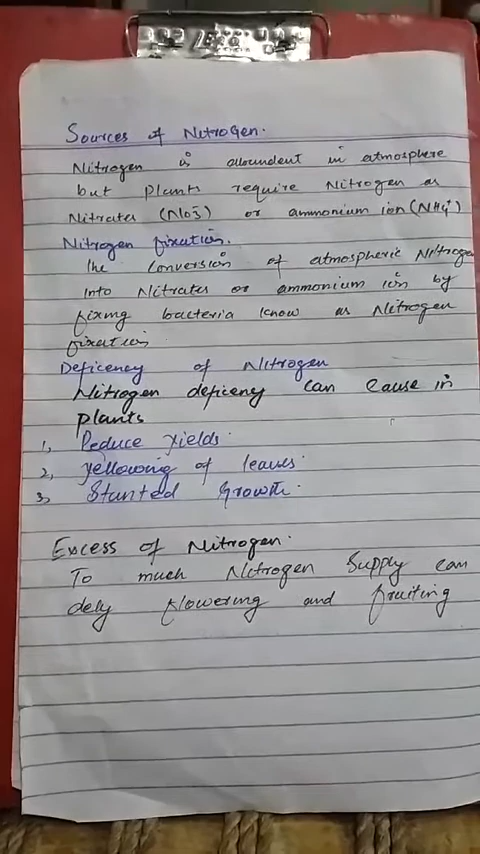 Sources of Nitrogen.
Nitrogen is aboundent in atmosphere
but plants require Nitrogen as
Nitrates (No3⁻) or ammonium ion (NH4⁺)
Nitrogen fixation.
The Conversion of atmospheric Nitrogen
into Nitrates or ammonium ion by
fixing bacteria know as Nitrogen
fixation
Deficency of Nitrogen
Nitrogen deficency can cause in
plants
1, Reduce yields.
2, yellowing of leaves.
3, Stunted Growth.
Excess of Nitrogen.
To much Nitrogen Supply can
dely flowering and fruiting